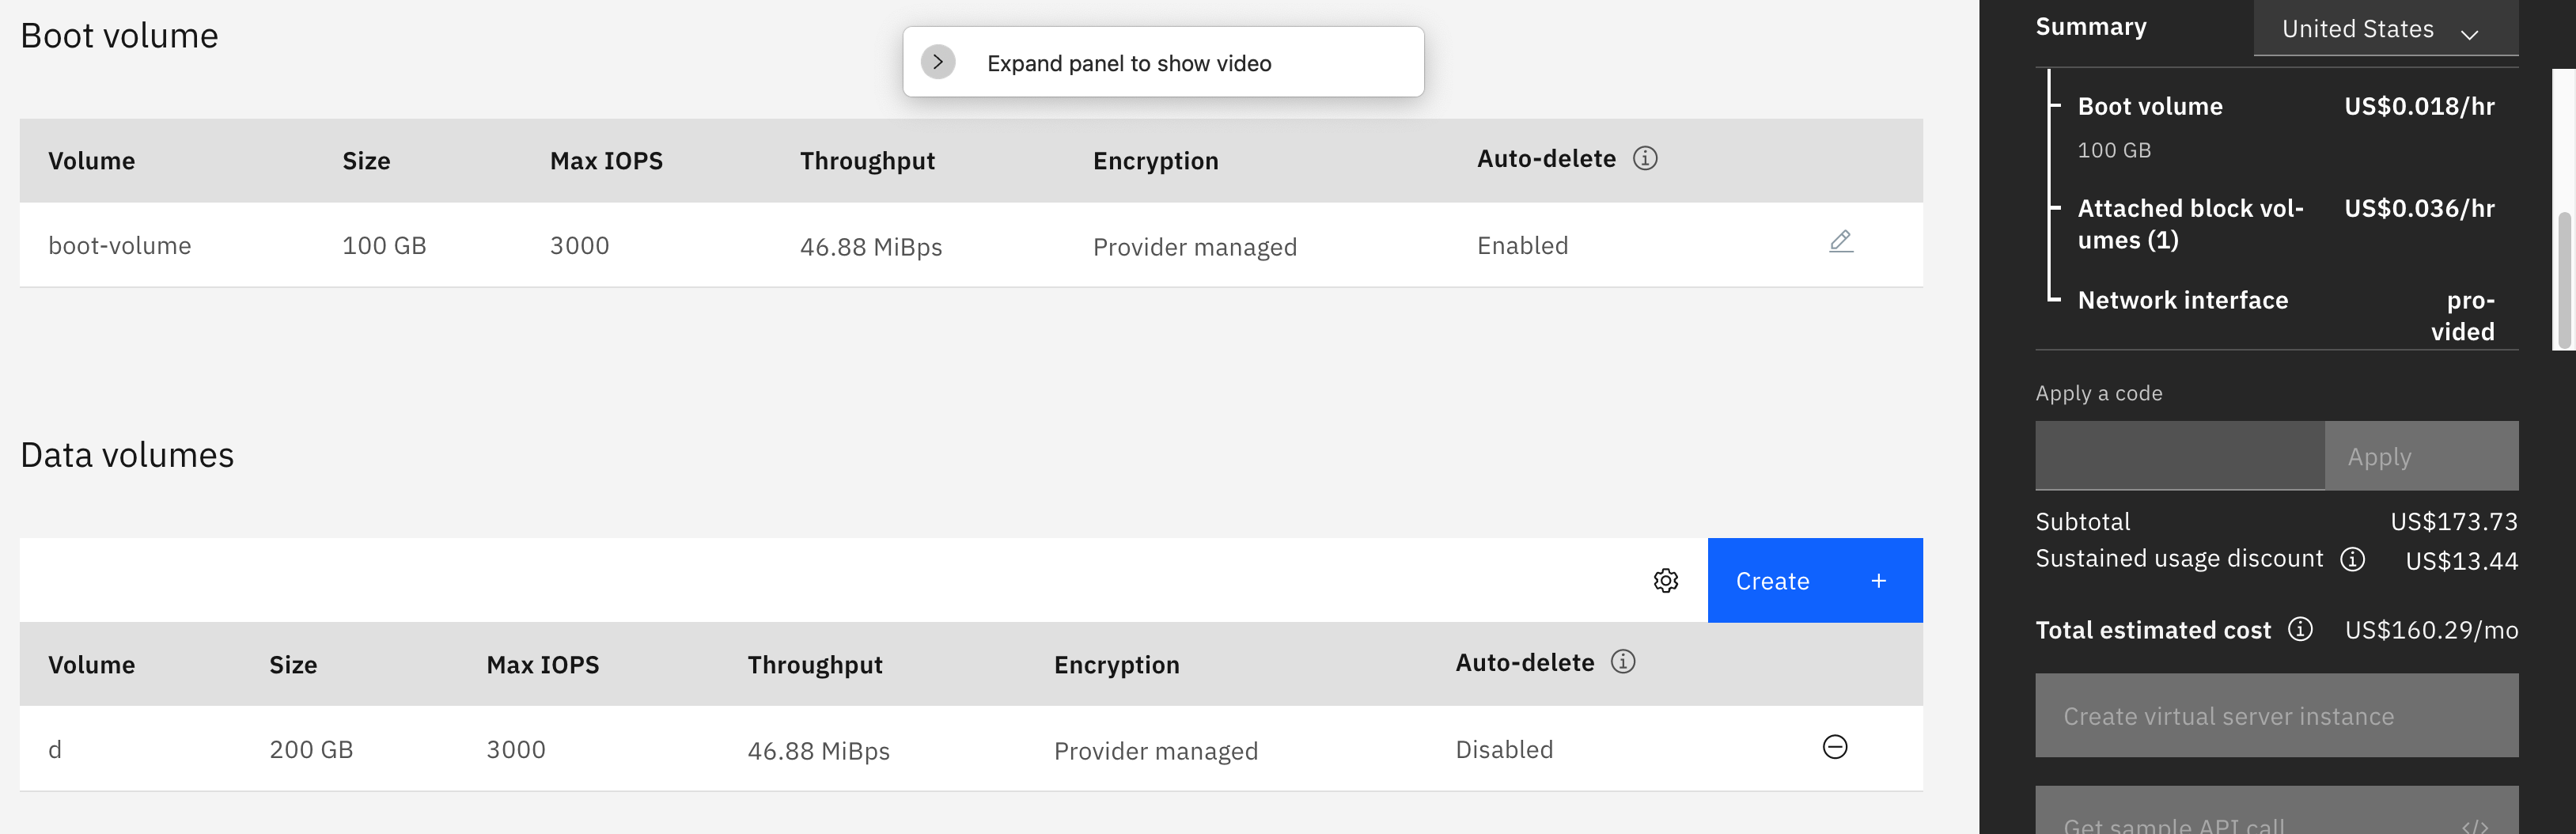 Boot volume
Expand panel to show video
Volume Size Max IOPS Throughput Encryption Auto-delete
boot-volume 100 GB 3000 46.88 MiBps Provider managed Enabled
Data volumes
Create +
Volume Size Max IOPS Throughput Encryption Auto-delete
d 200 GB 3000 46.88 MiBps Provider managed Disabled
Summary United States
Boot volume US$0.018/hr
100 GB
Attached block vol- US$0.036/hr
umes (1)
Network interface pro-
vided
Apply a code
Apply
Subtotal US$173.73
Sustained usage discount US$13.44
Total estimated cost US$160.29/mo
Create virtual server instance
Get sample API call </>